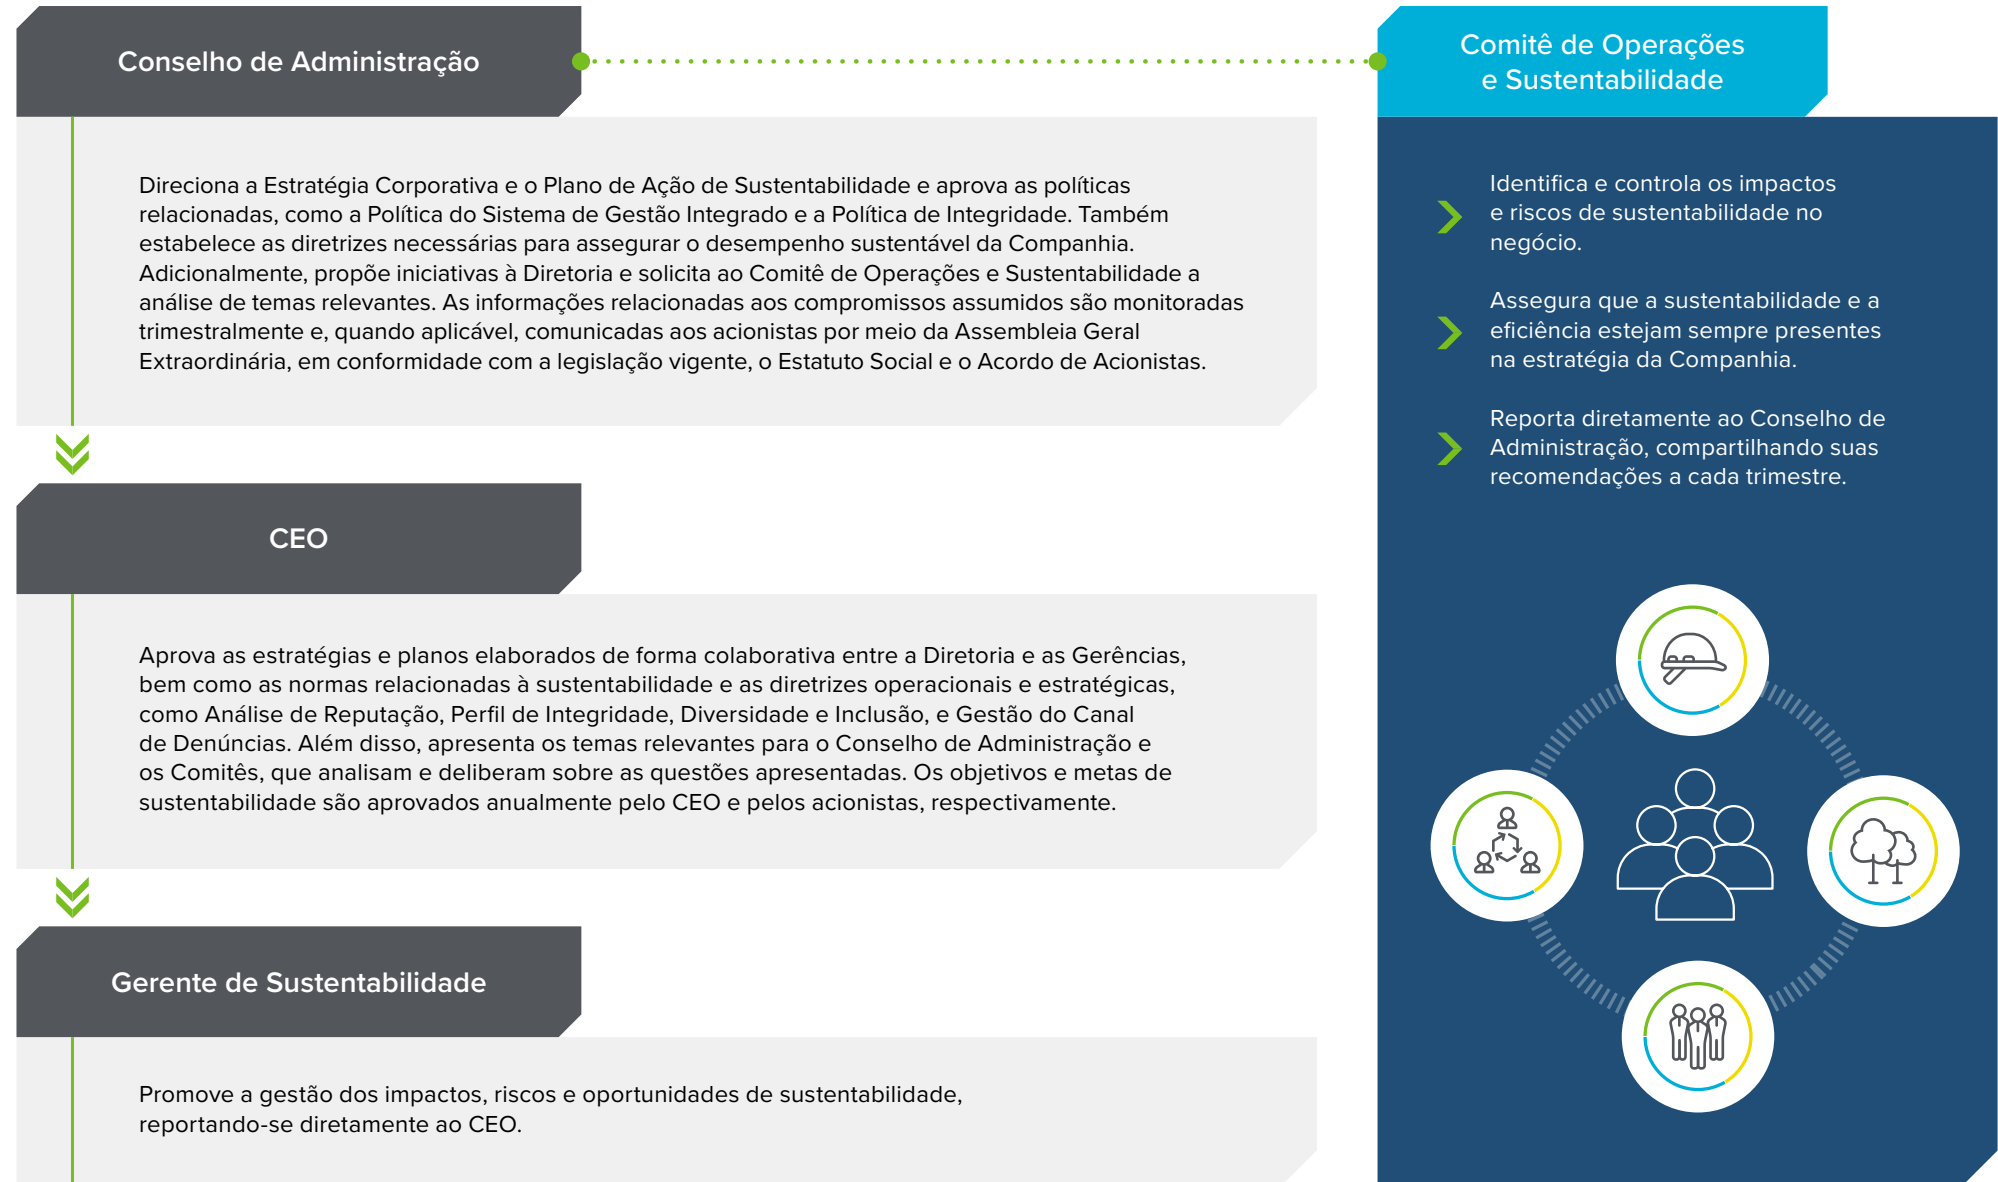 Conselho de Administração
Direciona a Estratégia Corporativa e o Plano de Ação de Sustentabilidade e aprova as políticas
relacionadas, como a Política do Sistema de Gestão Integrado e a Política de Integridade. Também
estabelece as diretrizes necessárias para assegurar o desempenho sustentável da Companhia.
Adicionalmente, propõe iniciativas à Diretoria e solicita ao Comitê de Operações e Sustentabilidade a
análise de temas relevantes. As informações relacionadas aos compromissos assumidos são monitoradas
trimestralmente e, quando aplicável, comunicadas aos acionistas por meio da Assembleia Geral
Extraordinária, em conformidade com a legislação vigente, o Estatuto Social e o Acordo de Acionistas.
CEO
Aprova as estratégias e planos elaborados de forma colaborativa entre a Diretoria e as Gerências,
bem como as normas relacionadas à sustentabilidade e as diretrizes operacionais e estratégicas,
como Análise de Reputação, Perfil de Integridade, Diversidade e Inclusão, e Gestão do Canal
de Denúncias. Além disso, apresenta os temas relevantes para o Conselho de Administração e
os Comitês, que analisam e deliberam sobre as questões apresentadas. Os objetivos e metas de
sustentabilidade são aprovados anualmente pelo CEO e pelos acionistas, respectivamente.
Gerente de Sustentabilidade
Promove a gestão dos impactos, riscos e oportunidades de sustentabilidade,
reportando-se diretamente ao CEO.
Comitê de Operações
e Sustentabilidade
Identifica e controla os impactos
e riscos de sustentabilidade no
negócio.
Assegura que a sustentabilidade e a
eficiência estejam sempre presentes
na estratégia da Companhia.
Reporta diretamente ao Conselho de
Administração, compartilhando suas
recomendações a cada trimestre.